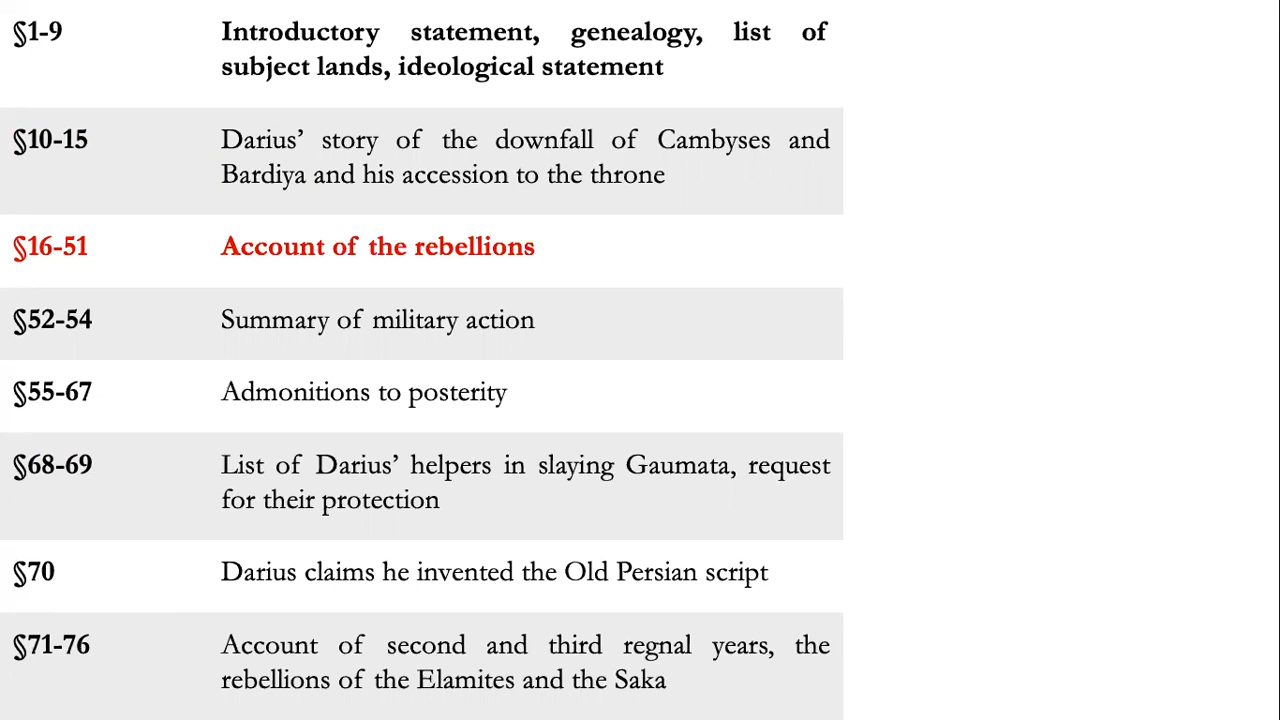 §1-9 Introductory statement, genealogy, list of
subject lands, ideological statement
§10-15 Darius’ story of the downfall of Cambyses and
Bardiya and his accession to the throne
§16-51 Account of the rebellions
§52-54 Summary of military action
§55-67 Admonitions to posterity
§68-69 List of Darius’ helpers in slaying Gaumata, request
for their protection
§70 Darius claims he invented the Old Persian script
§71-76 Account of second and third regnal years, the
rebellions of the Elamites and the Saka